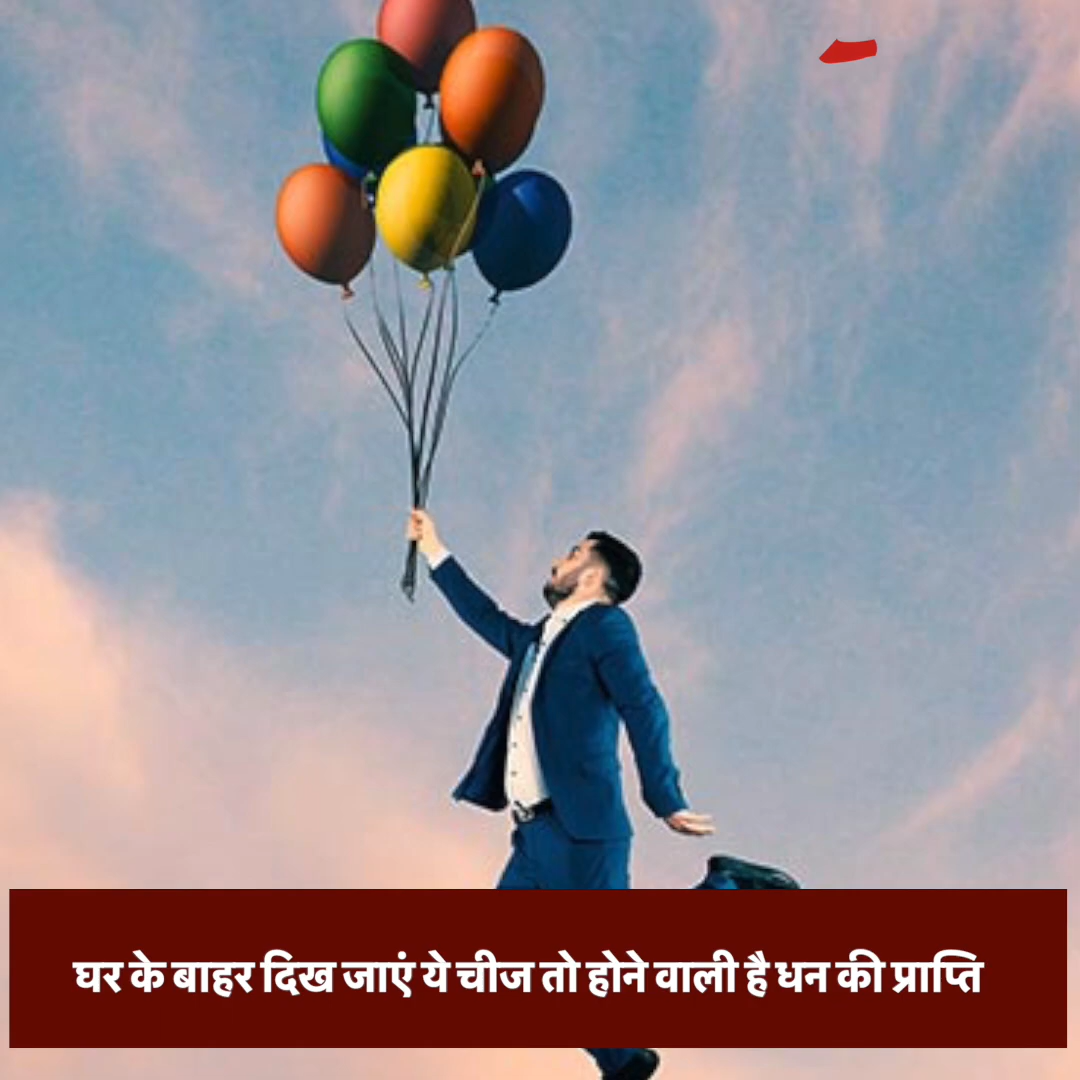 घर के बाहर दिख जाएं ये चीज तो होने वाली है धन की प्राप्ति